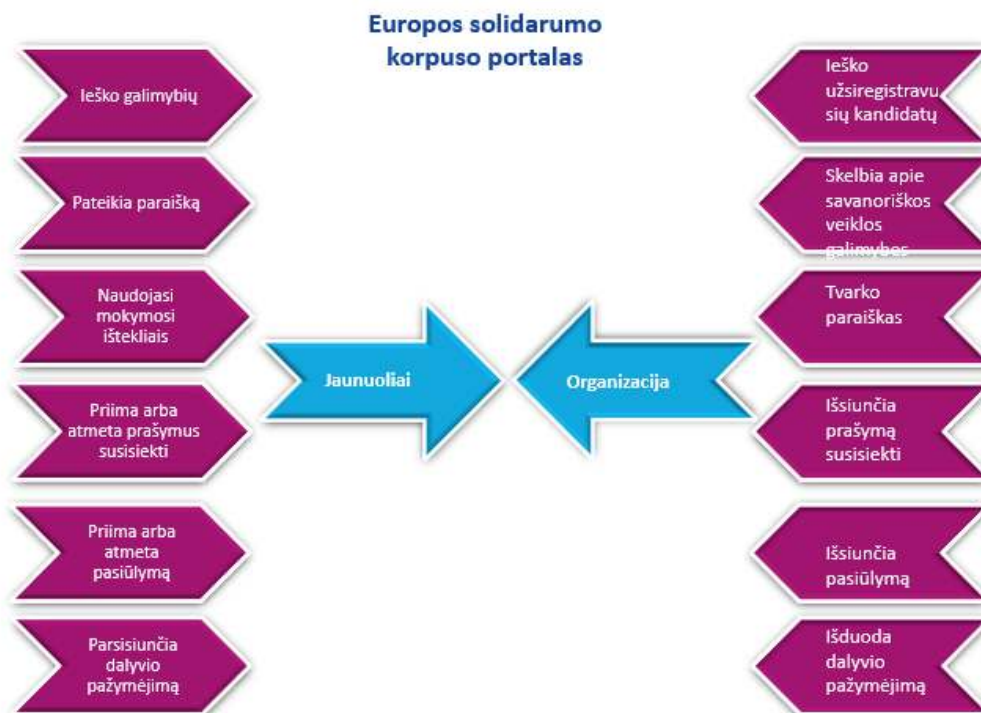 Europos solidarumo
korpuso portalas
Ieško galimybių
Pateikia paraišką
Naudojasi
mokymosi
ištekliais
Priima arba
atmeta prašymus
susisiekti
Priima arba
atmeta
pasiūlymą
Parsisiunčia
dalyvio
pažymėjimą
Jaunuoliai
Organizacija
Ieško
užsiregistravu
sių kandidatų
Skelbia apie
savanoriškos
veiklos
galimybes
Tvarko
paraiškas
Išsiunčia
prašymą
susisiekti
Išsiunčia
pasiūlymą
Išduoda
dalyvio
pažymėjimą